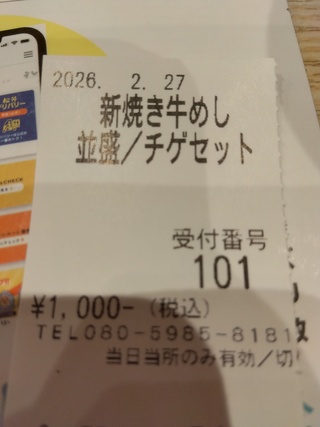 2026. 2. 27
新焼き牛めし
並盛／チゲセット
受付番号
101
¥1,000-（税込）
TEL080-5985-8181
当日当所のみ有効／切